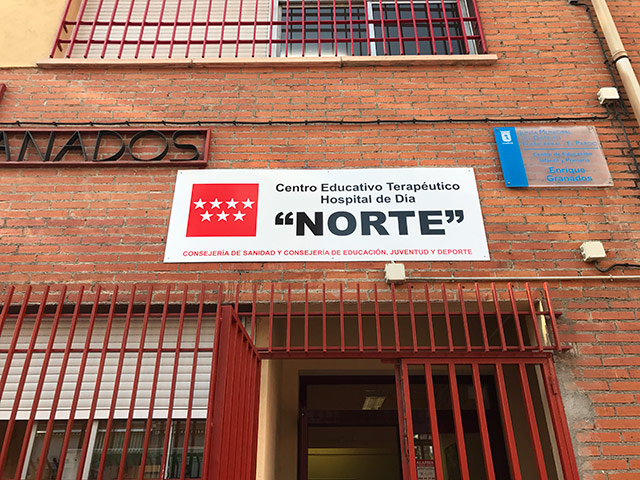 ANADOS
Centro Educativo Terapéutico
Hospital de Día
“NORTE”
CONSEJERÍA DE SANIDAD Y CONSEJERÍA DE EDUCACIÓN, JUVENTUD Y DEPORTE
Enrique
Granados